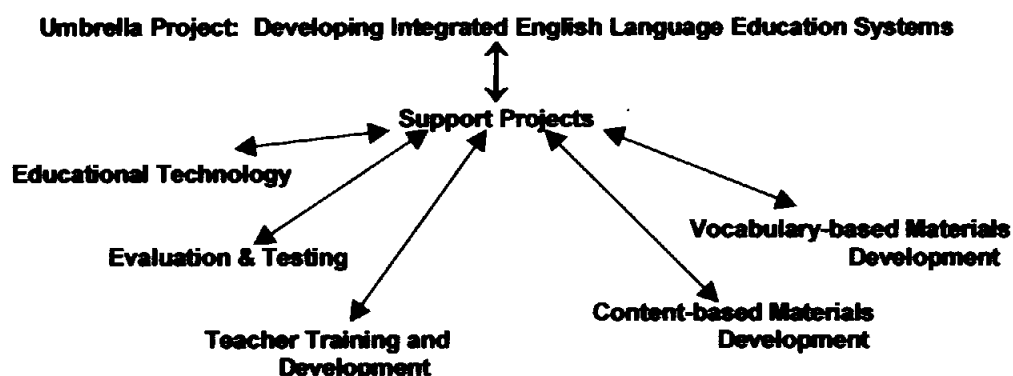 Umbrella Project: Developing Integrated English Language Education Systems
Support Projects
Educational Technology
Evaluation & Testing
Teacher Training and
Development
Content-based Materials
Development
Vocabulary-based Materials
Development